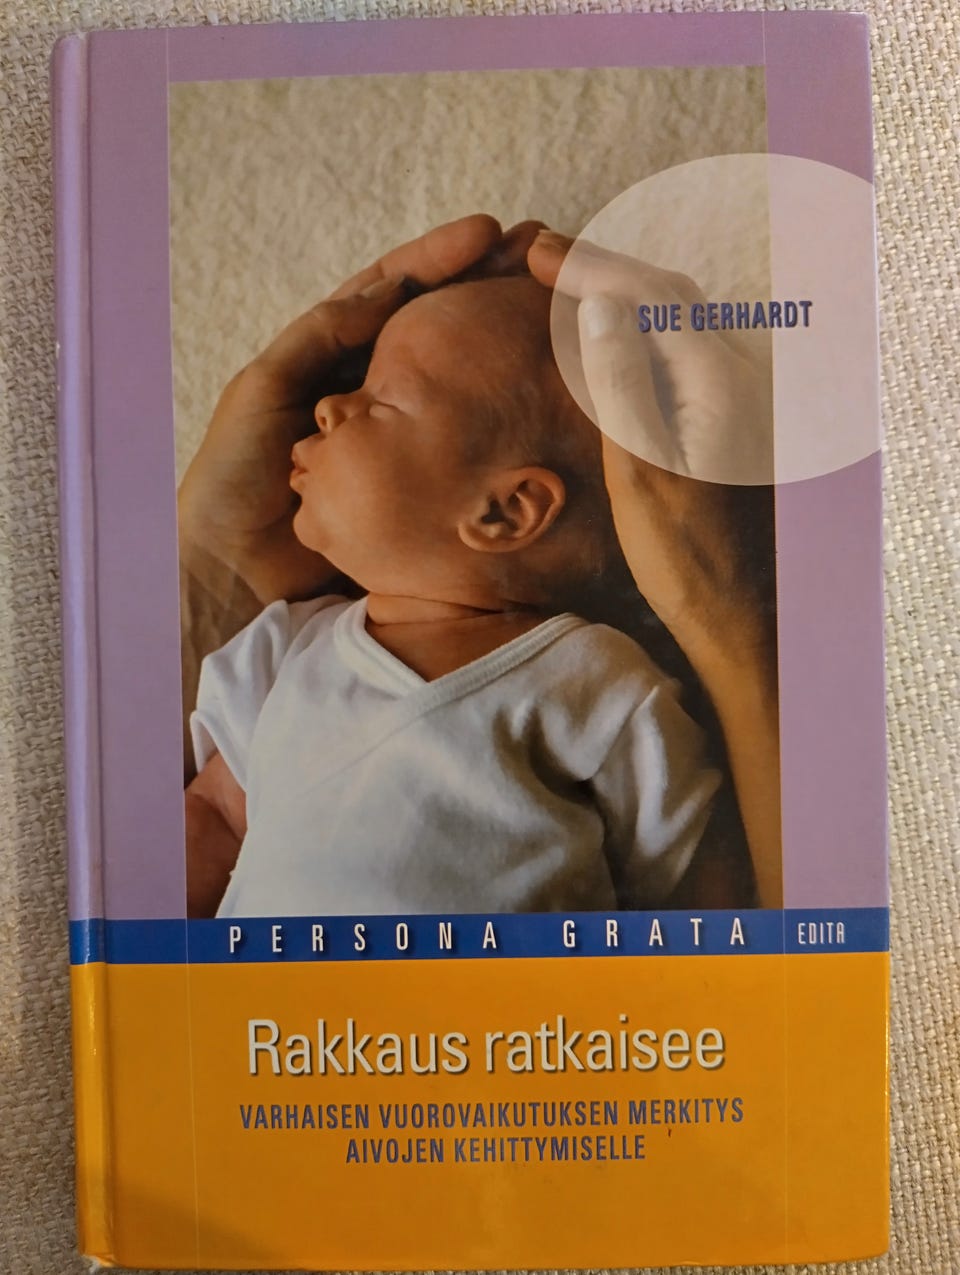 SUE GERHARDT
PERSONA GRATA EDITA
Rakkaus ratkaisee
VARHAISEN VUOROVAIKUTUKSEN MERKITYS
AIVOJEN KEHITTYMISELLE